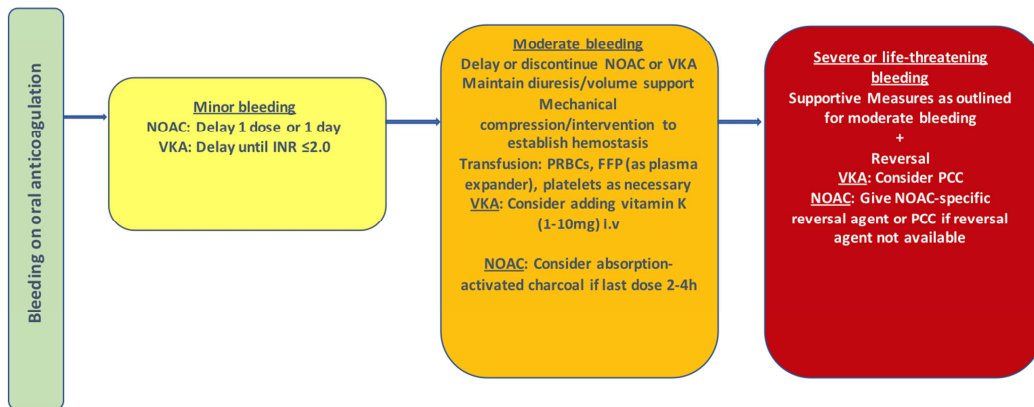 Bleeding on oral anticoagulation
Minor bleeding
NOAC: Delay 1 dose or 1 day
VKA: Delay until INR ≤2.0
Moderate bleeding
Delay or discontinue NOAC or VKA
Maintain diuresis/volume support
Mechanical
compression/intervention to
establish hemostasis
Transfusion: PRBCs, FFP (as plasma
expander), platelets as necessary
VKA: Consider adding vitamin K
(1-10mg) i.v
NOAC: Consider absorption-
activated charcoal if last dose 2-4h
Severe or life-threatening
bleeding
Supportive Measures as outlined
for moderate bleeding
+
Reversal
VKA: Consider PCC
NOAC: Give NOAC-specific
reversal agent or PCC if reversal
agent not available